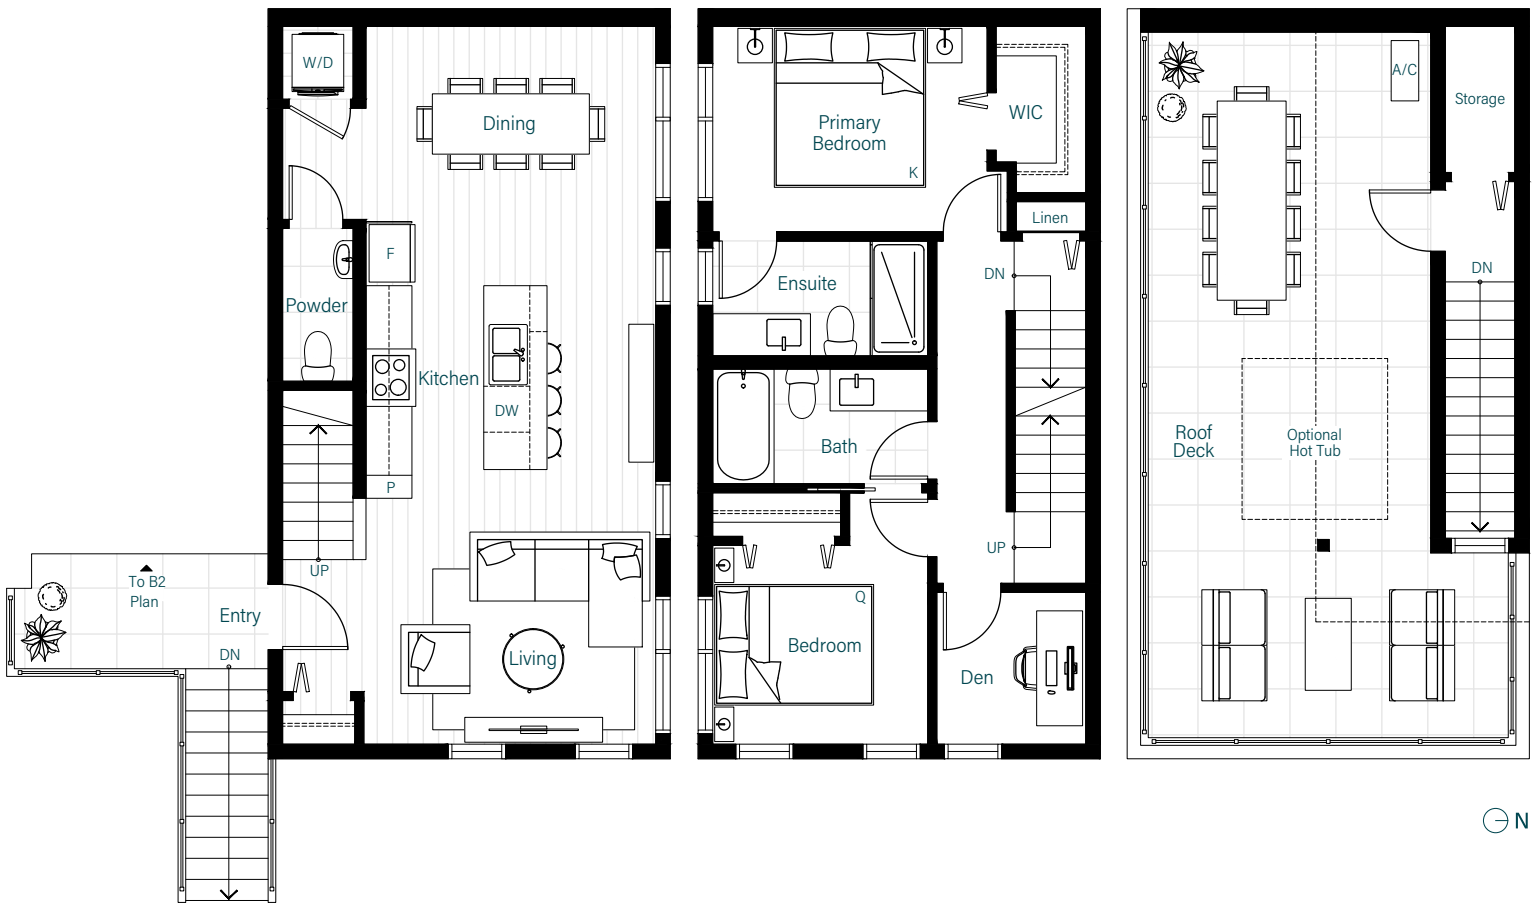 W/D
Dining
F
Powder
Kitchen
DW
P
UP
To B2
Plan
Entry
DN
Living
Primary
Bedroom
K
WIC
Linen
DN
Ensuite
Bath
UP
Q
Bedroom
Den
A/C
Storage
DN
Roof
Deck
Optional
Hot Tub
N